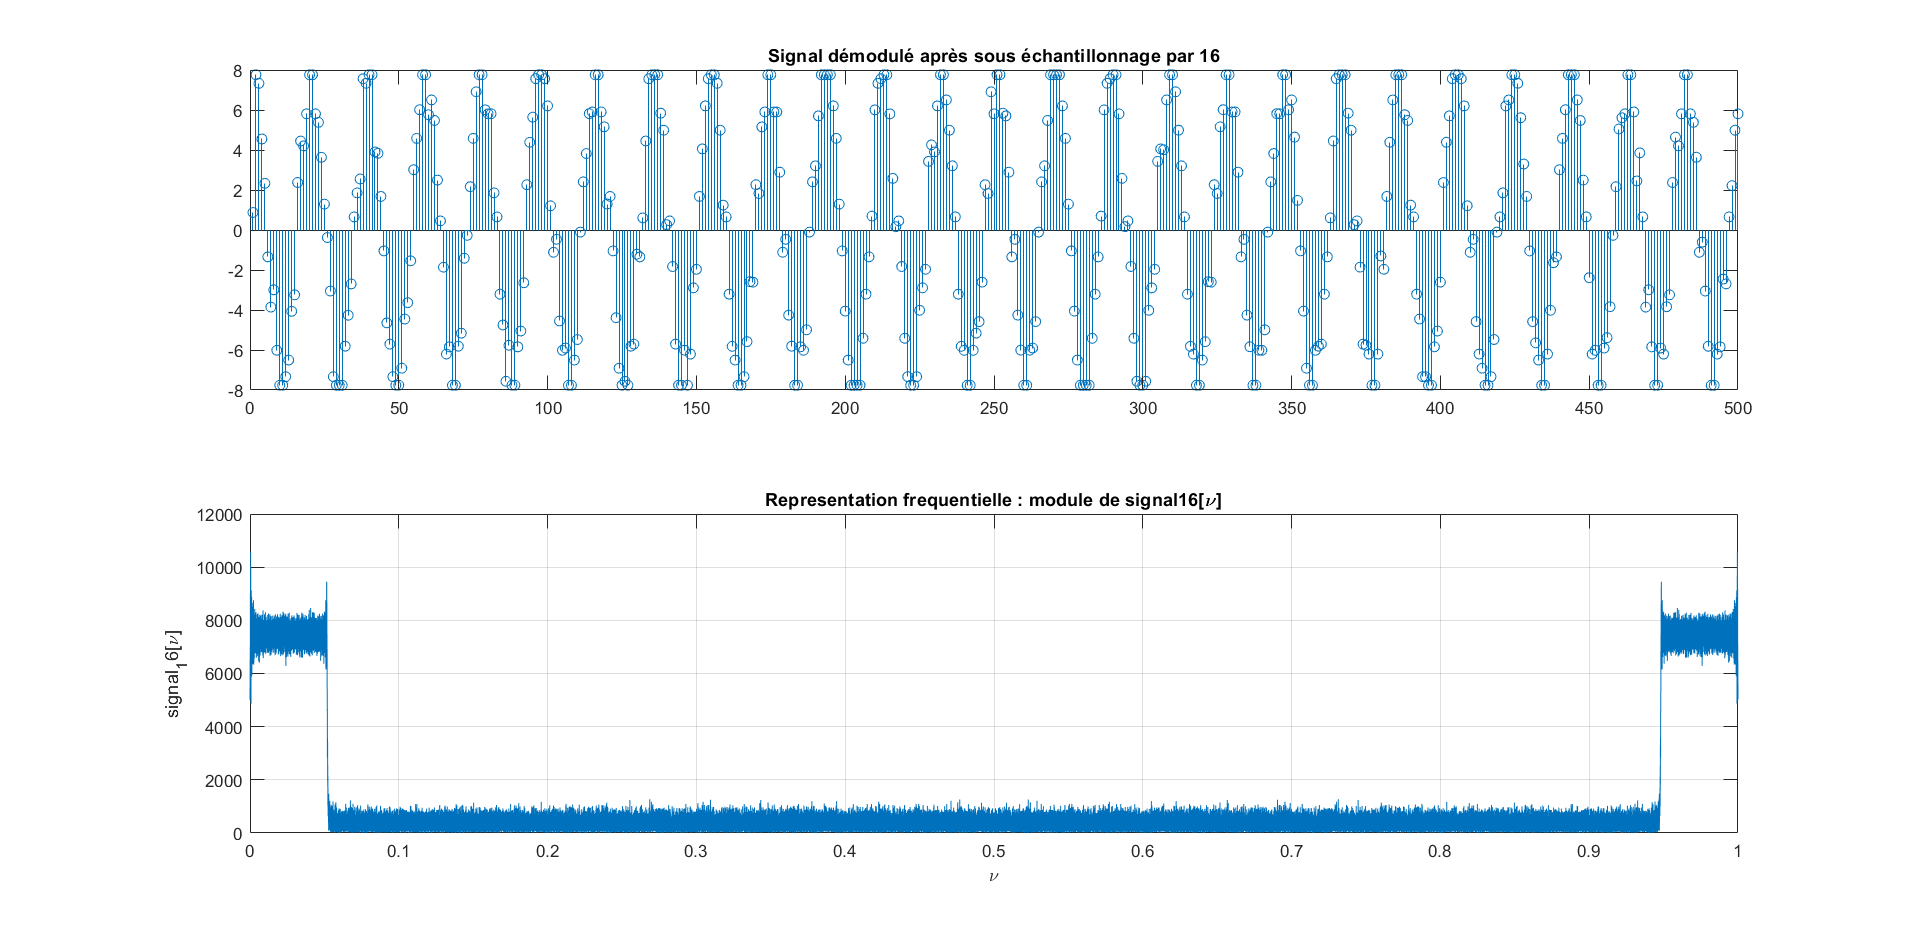 Signal démodulé après sous échantillonnage par 16
8
6
4
2
0
-2
-4
-6
-8
0 50 100 150 200 250 300 350 400 450 500
Representation frequentielle : module de signal16[ν]
12000
10000
8000
6000
4000
2000
0
signal₁6[ν]
0 0.1 0.2 0.3 0.4 0.5 0.6 0.7 0.8 0.9 1
ν